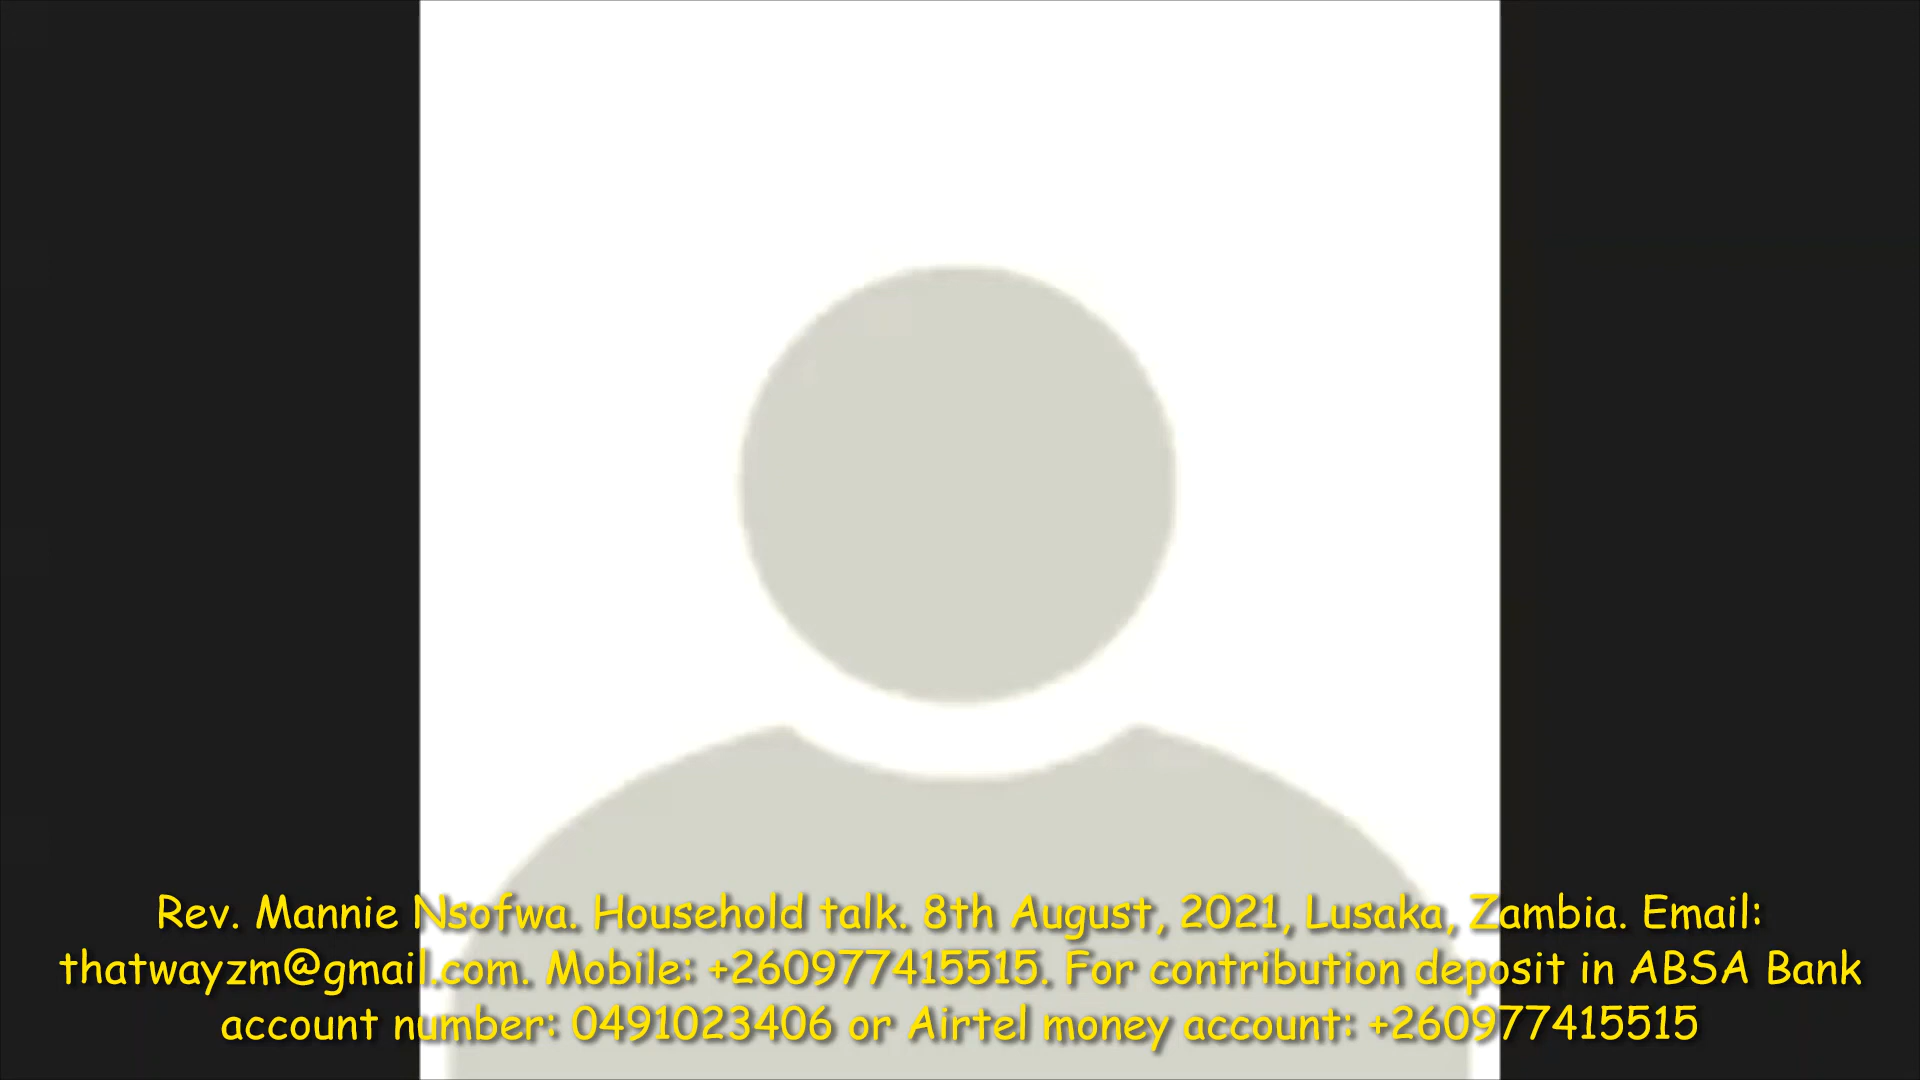 Rev. Mannie Nsofwa. Household talk. 8th August, 2021, Lusaka, Zambia. Email:
thatwayzm@gmail.com. Mobile: +260977415515. For contribution deposit in ABSA Bank
account number: 0491023406 or Airtel money account: +260977415515